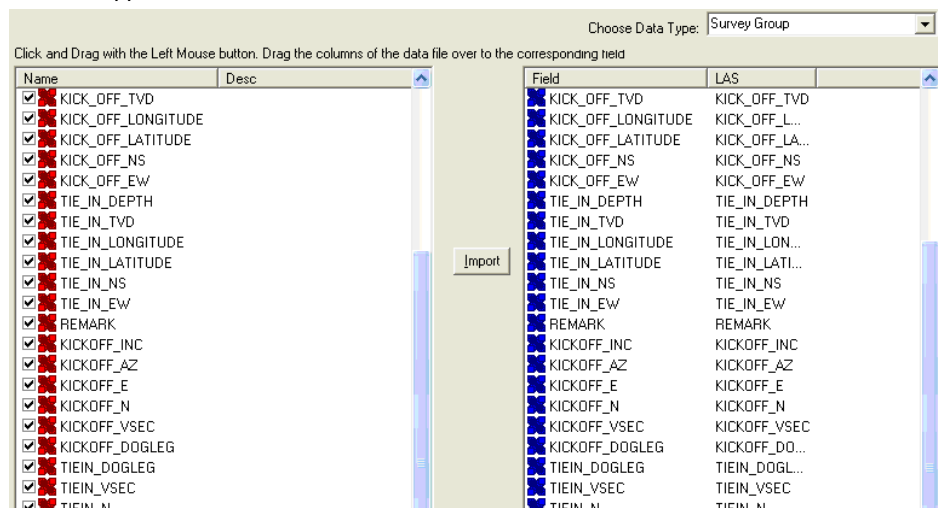 Choose Data Type: Survey Group
Click and Drag with the Left Mouse button. Drag the columns of the data file over to the corresponding field
Name Desc
KICK_OFF_TVD
KICK_OFF_LONGITUDE
KICK_OFF_LATITUDE
KICK_OFF_NS
KICK_OFF_EW
TIE_IN_DEPTH
TIE_IN_TVD
TIE_IN_LONGITUDE
TIE_IN_LATITUDE
TIE_IN_NS
TIE_IN_EW
REMARK
KICKOFF_INC
KICKOFF_AZ
KICKOFF_E
KICKOFF_N
KICKOFF_VSEC
KICKOFF_DOGLEG
TIEIN_DOGLEG
TIEIN_VSEC
TIEIN_N
Import
Field LAS
KICK_OFF_TVD KICK_OFF_TVD
KICK_OFF_LONGITUDE KICK_OFF_L...
KICK_OFF_LATITUDE KICK_OFF_LA...
KICK_OFF_NS KICK_OFF_NS
KICK_OFF_EW KICK_OFF_EW
TIE_IN_DEPTH TIE_IN_DEPTH
TIE_IN_TVD TIE_IN_TVD
TIE_IN_LONGITUDE TIE_IN_LON...
TIE_IN_LATITUDE TIE_IN_LATI...
TIE_IN_NS TIE_IN_NS
TIE_IN_EW TIE_IN_EW
REMARK REMARK
KICKOFF_INC KICKOFF_INC
KICKOFF_AZ KICKOFF_AZ
KICKOFF_E KICKOFF_E
KICKOFF_N KICKOFF_N
KICKOFF_VSEC KICKOFF_VSEC
KICKOFF_DOGLEG KICKOFF_DO...
TIEIN_DOGLEG TIEIN_DOGL...
TIEIN_VSEC TIEIN_VSEC
TIEIN_N TIEIN_N